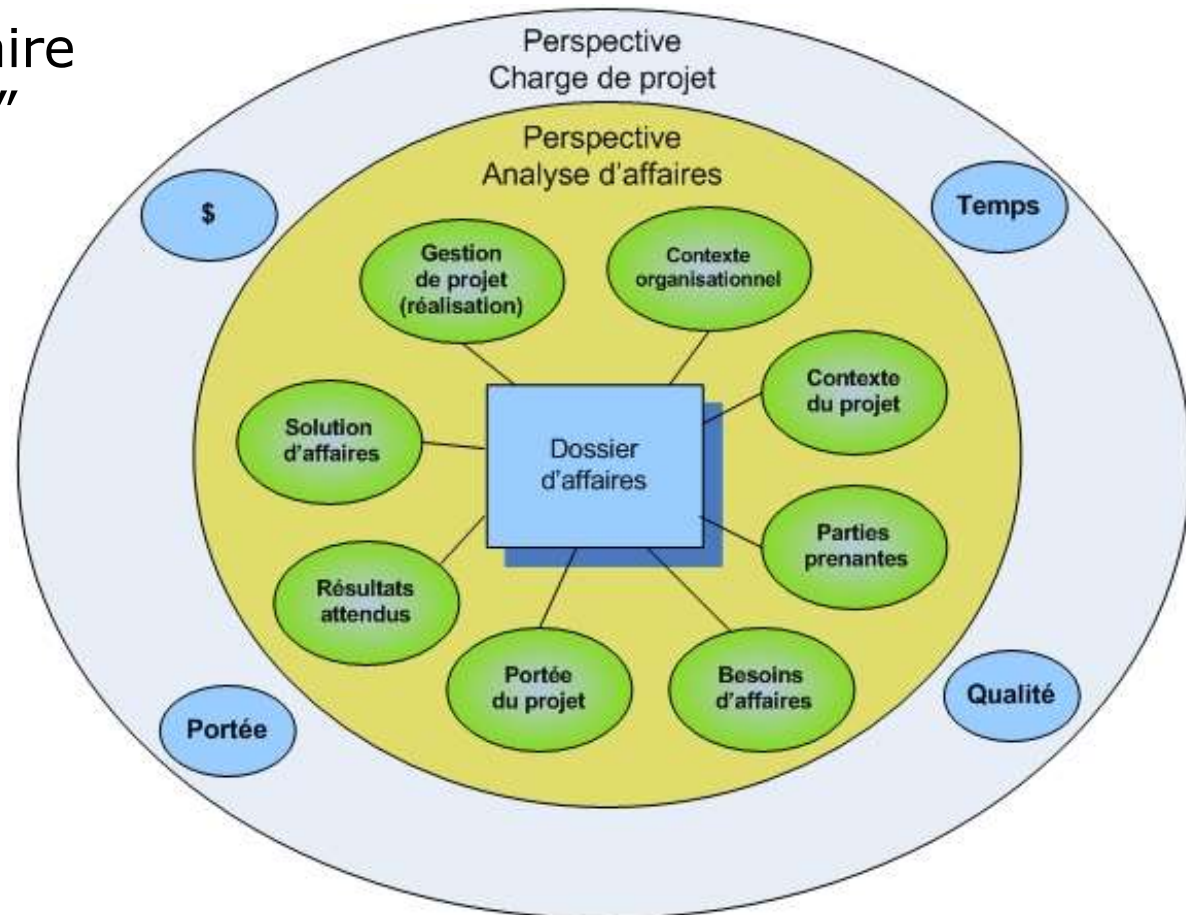 aire
”
Perspective
Charge de projet
Perspective
Analyse d’affaires
$
Temps
Gestion
de projet
(réalisation)
Contexte
organisationnel
Contexte
du projet
Solution
d’affaires
Dossier
d’affaires
Parties
prenantes
Résultats
attendus
Portée
du projet
Besoins
d’affaires
Portée
Qualité